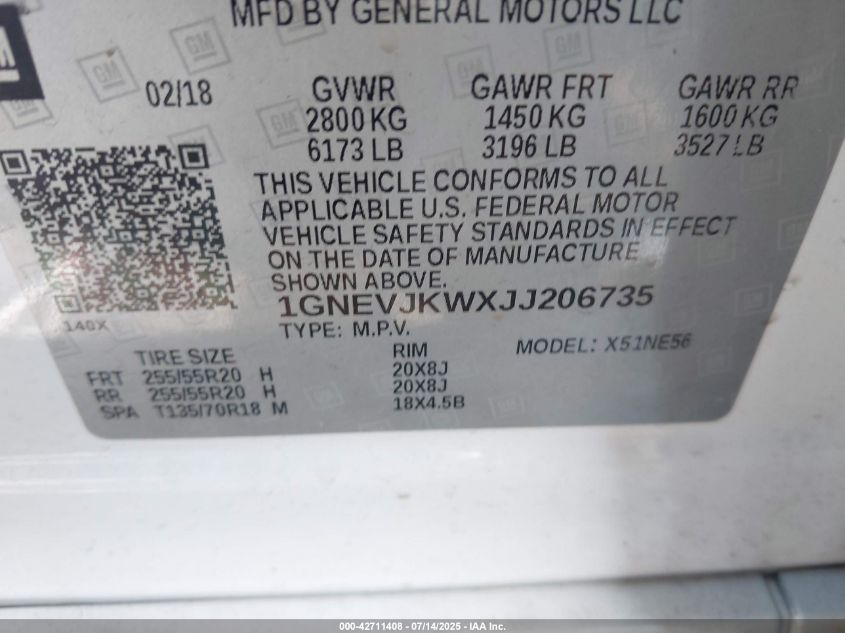 MFD BY GENERAL MOTORS LLC
GM
02/18 GVWR GAWR FRT GAWR RR
2800 KG 1450 KG 1600 KG
6173 LB 3196 LB 3527 LB
THIS VEHICLE CONFORMS TO ALL
APPLICABLE U.S. FEDERAL MOTOR
VEHICLE SAFETY STANDARDS IN EFFECT
ON THE DATE OF MANUFACTURE
SHOWN ABOVE.
1GNEVJKWXJJ206735
140X
TYPE: M.P.V. MODEL: X51NE56
TIRE SIZE RIM
FRT 255/55R20 H 20X8J
RR 255/55R20 H 20X8J
SPA T135/70R18 M 18X4.5B
000-42711408 - 07/14/2025 - IAA Inc.